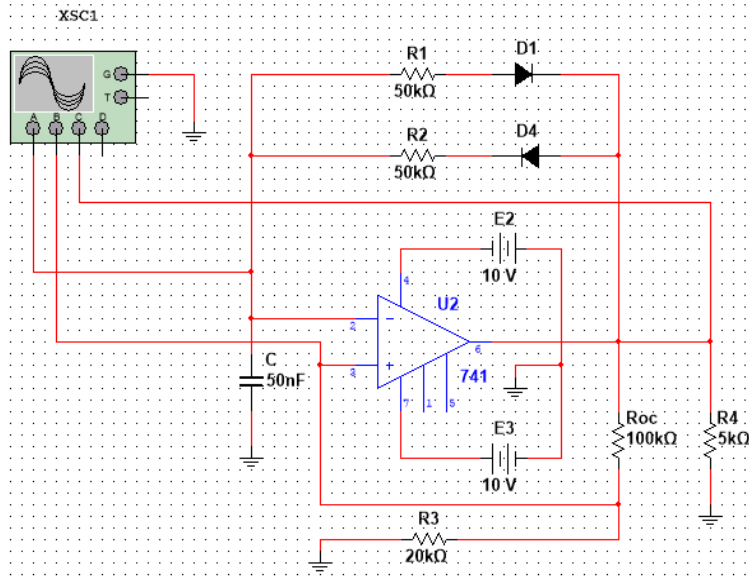 XSC1
G
T
A
B
C
D
R1
50kΩ
D1
R2
50kΩ
D4
E2
10 V
4
U2
2
3
6
741
7
1
5
C
50nF
E3
10 V
Roc
100kΩ
R4
5kΩ
R3
20kΩ